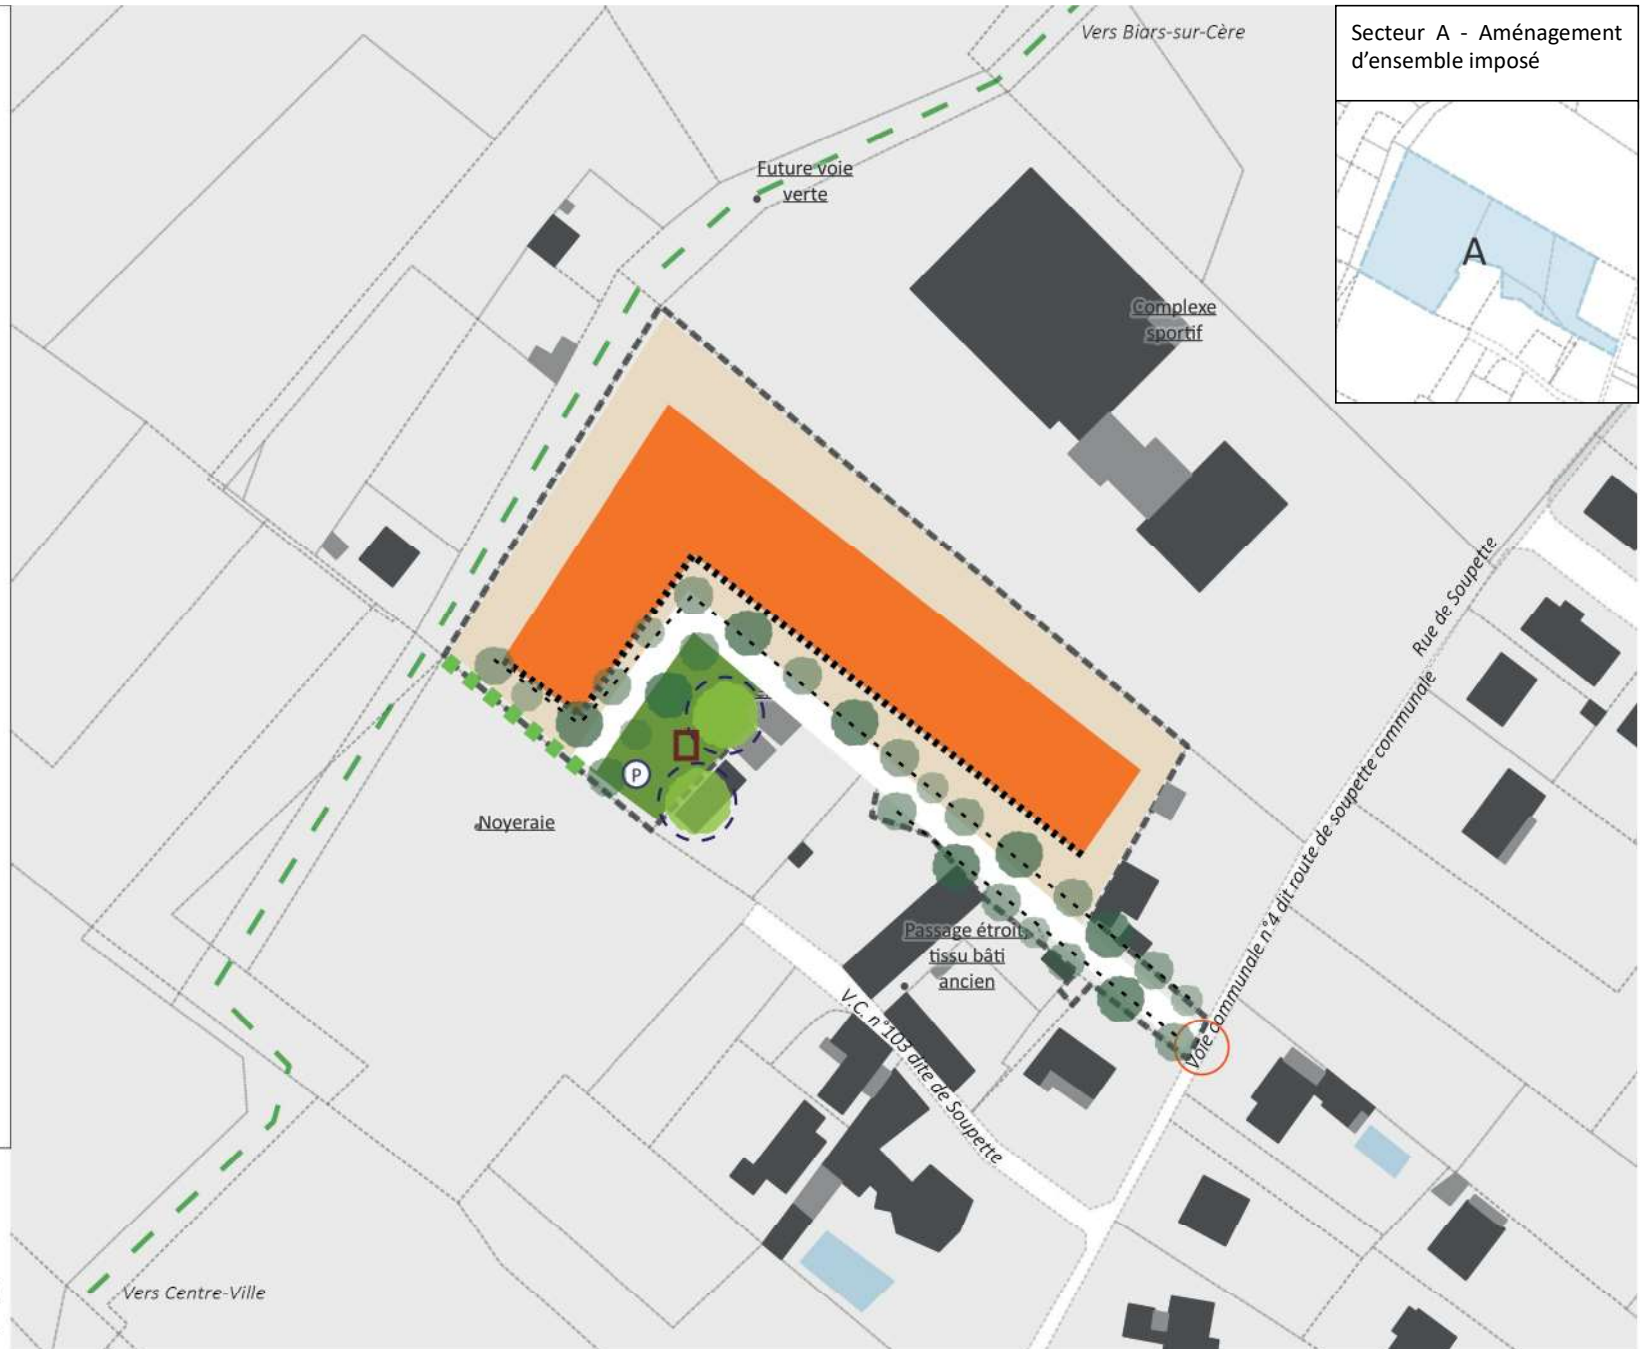 Vers Biars-sur-Cère
Secteur A - Aménagement
d'ensemble imposé
A
Future voie
verte
Complexe
sportif
Rue de Soupette
Voie communale n°4 dit route de soupette communale
P
Noyeraie
Passage étroit,
tissu bâti
ancien
V.C. n°103 dite de Soupette
Vers Centre-Ville